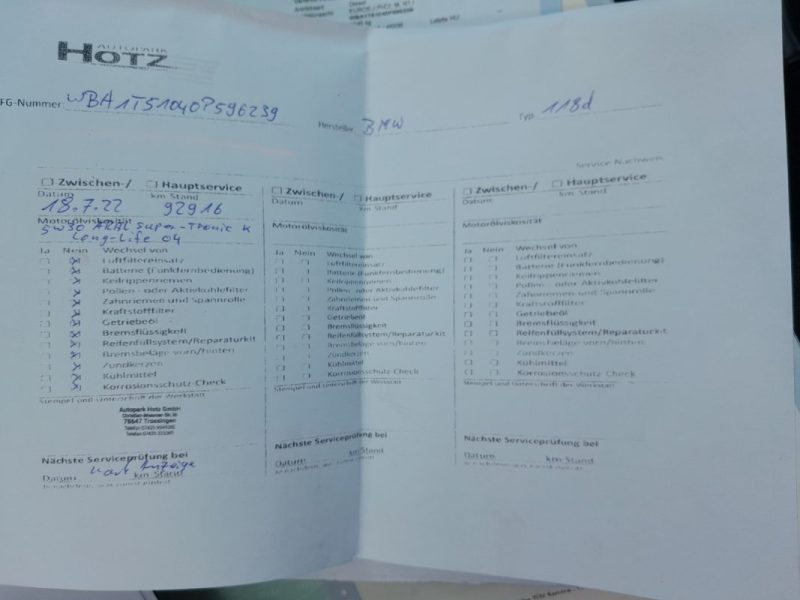 AUTOPARK
HOTZ
FG-Nummer: WBA1T51040P596239 Hersteller BMW Typ 118d
Service Nachweis
Zwischen-/ Hauptservice
Datum km Stand
18.7.22 92916
Motorölviskosität
5W30 ARAL Super-Tronic K
Long-Life 04
Ja Nein Wechsel von
Luftfiltereinsatz
Batterie (Funkfernbedienung)
Keilrippenriemen
Pollen- oder Aktivkohlefilter
Zahnriemen und Spannrolle
Kraftstofffilter
Getriebeöl
Bremsflüssigkeit
Reifenfüllsystem/Reparaturkit
Bremsbeläge vorn/hinten
Zündkerzen
Kühlmittel
Korrosionsschutz-Check
Stempel und Unterschrift der Werkstatt
Autopark Hotz GmbH
78647 Trossingen
Nächste Serviceprüfung bei
nach Anzeige
Datum km Stand
Zwischen-/ Hauptservice
Datum km Stand
Motorölviskosität
Ja Nein Wechsel von
Luftfiltereinsatz
Batterie (Funkfernbedienung)
Keilrippenriemen
Pollen- oder Aktivkohlefilter
Zahnriemen und Spannrolle
Kraftstofffilter
Getriebeöl
Bremsflüssigkeit
Reifenfüllsystem/Reparaturkit
Bremsbeläge vorn/hinten
Zündkerzen
Kühlmittel
Korrosionsschutz-Check
Stempel und Unterschrift der Werkstatt
Nächste Serviceprüfung bei
Datum km Stand
Zwischen-/ Hauptservice
Datum km Stand
Motorölviskosität
Ja Nein Wechsel von
Luftfiltereinsatz
Batterie (Funkfernbedienung)
Keilrippenriemen
Pollen- oder Aktivkohlefilter
Zahnriemen und Spannrolle
Kraftstofffilter
Getriebeöl
Bremsflüssigkeit
Reifenfüllsystem/Reparaturkit
Bremsbeläge vorn/hinten
Zündkerzen
Kühlmittel
Korrosionsschutz-Check
Stempel und Unterschrift der Werkstatt
Nächste Serviceprüfung bei
Datum km Stand